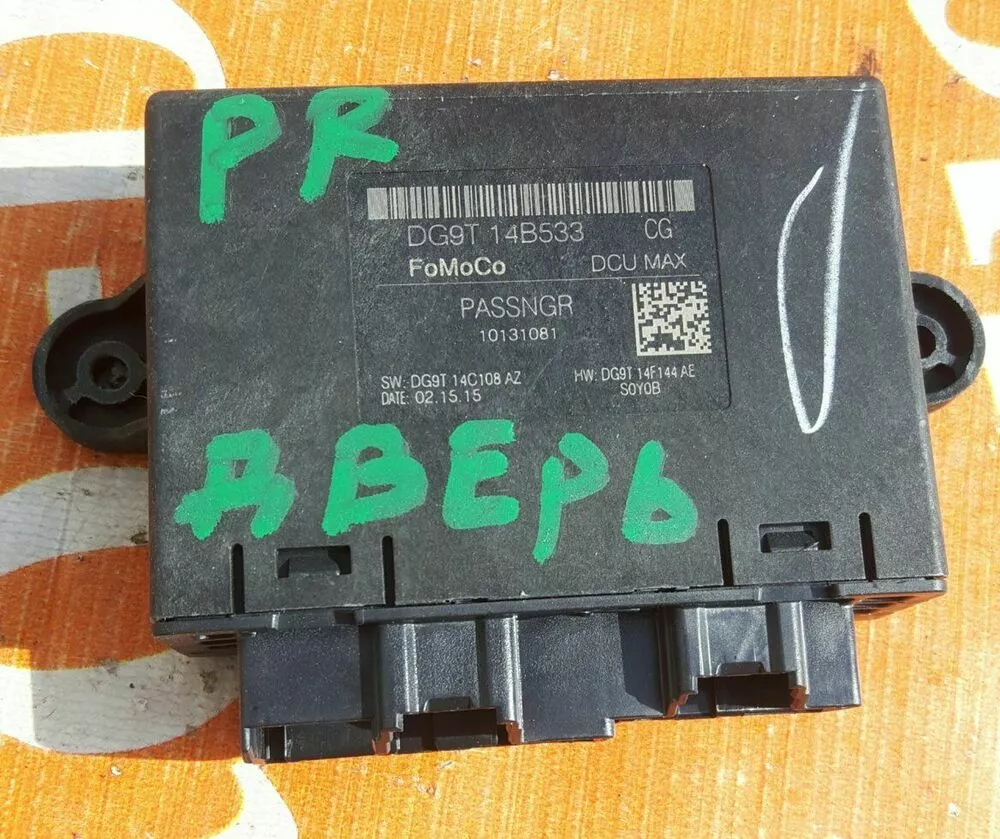 PR
DG9T 14B533 CG
FoMoCo DCU MAX
PASSNGR
10131081
SW: DG9T 14C108 AZ HW: DG9T 14F144 AE
DATE: 02.15.15 S0Y0B
ДВЕРЬ